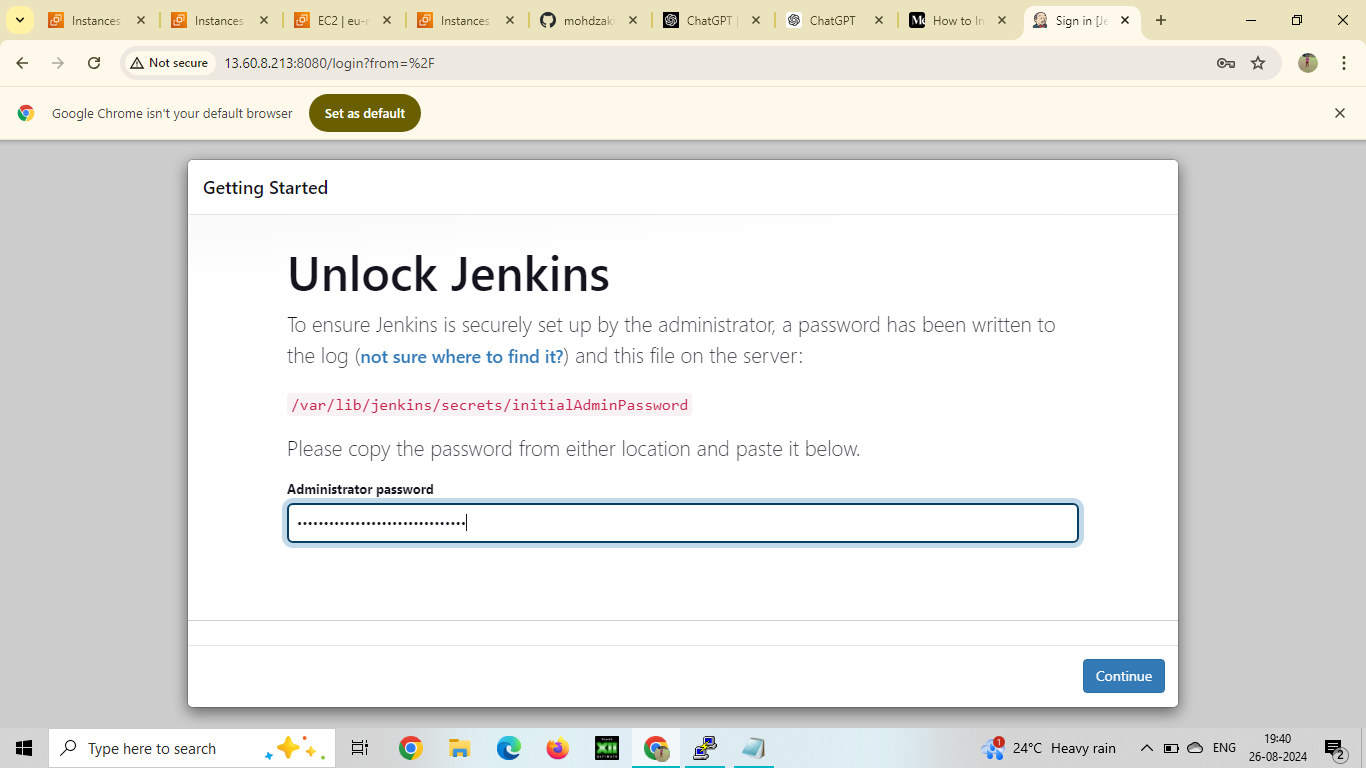 Instances
Instances
EC2 | eu-n
Instances
mohdzaki
ChatGPT |
ChatGPT
How to In
Sign in [Je
Not secure
13.60.8.213:8080/login?from=%2F
Google Chrome isn't your default browser
Set as default
Getting Started
Unlock Jenkins
To ensure Jenkins is securely set up by the administrator, a password has been written to
the log (not sure where to find it?) and this file on the server:
/var/lib/jenkins/secrets/initialAdminPassword
Please copy the password from either location and paste it below.
Administrator password
Continue
Type here to search
XII
1
24°C Heavy rain
ENG
19:40
26-08-2024
2